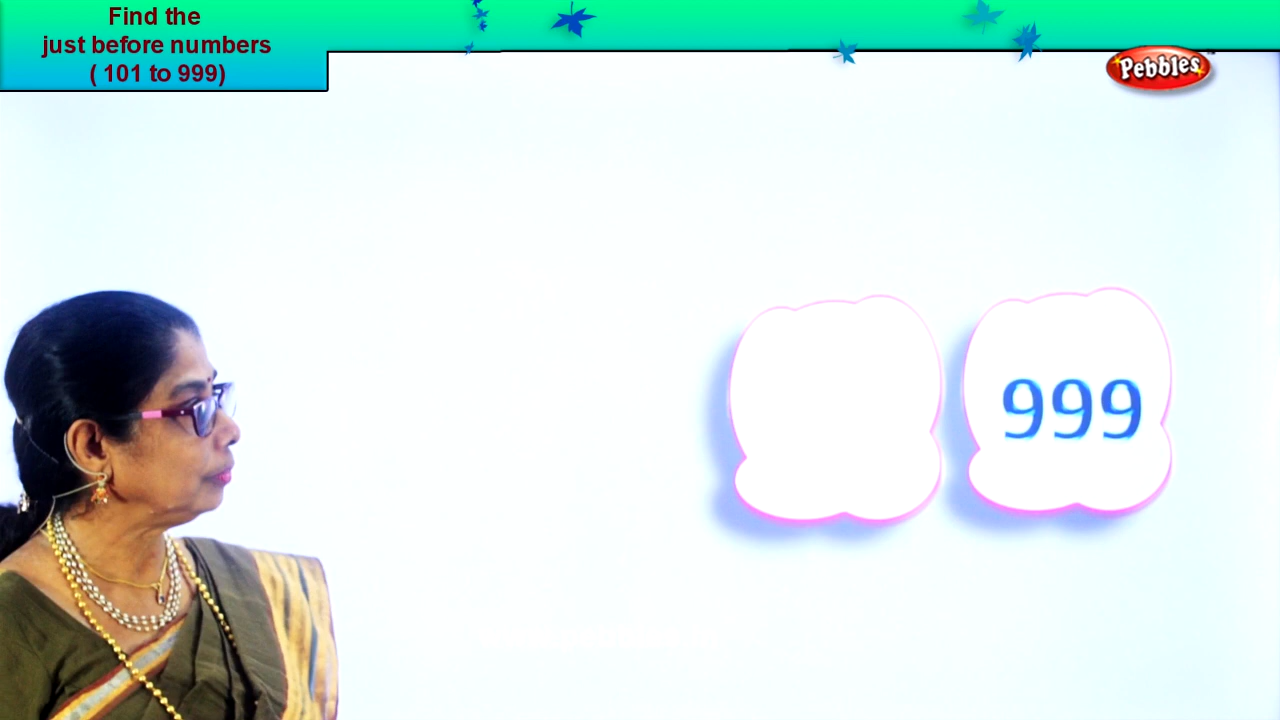 Find the
just before numbers
( 101 to 999)
Pebbles
999